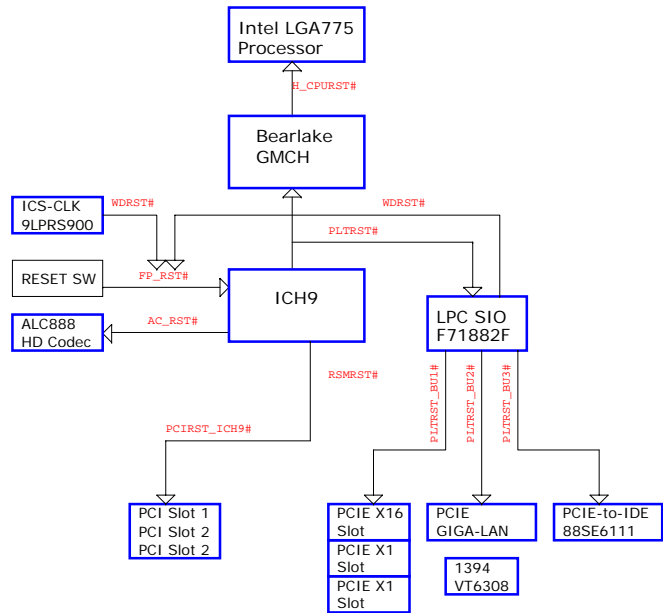 Intel LGA775
Processor
H_CPURST#
Bearlake
GMCH
ICS-CLK
9LPRS900
WDRST#
WDRST#
PLTRST#
RESET SW
FP_RST#
ICH9
LPC SIO
F71882F
ALC888
HD Codec
AC_RST#
RSMRST#
PLTRST_BU1#
PLTRST_BU2#
PLTRST_BU3#
PCIRST_ICH9#
PCI Slot 1
PCI Slot 2
PCI Slot 2
PCIE X16
Slot
PCIE X1
Slot
PCIE X1
Slot
PCIE
GIGA-LAN
1394
VT6308
PCIE-to-IDE
88SE6111